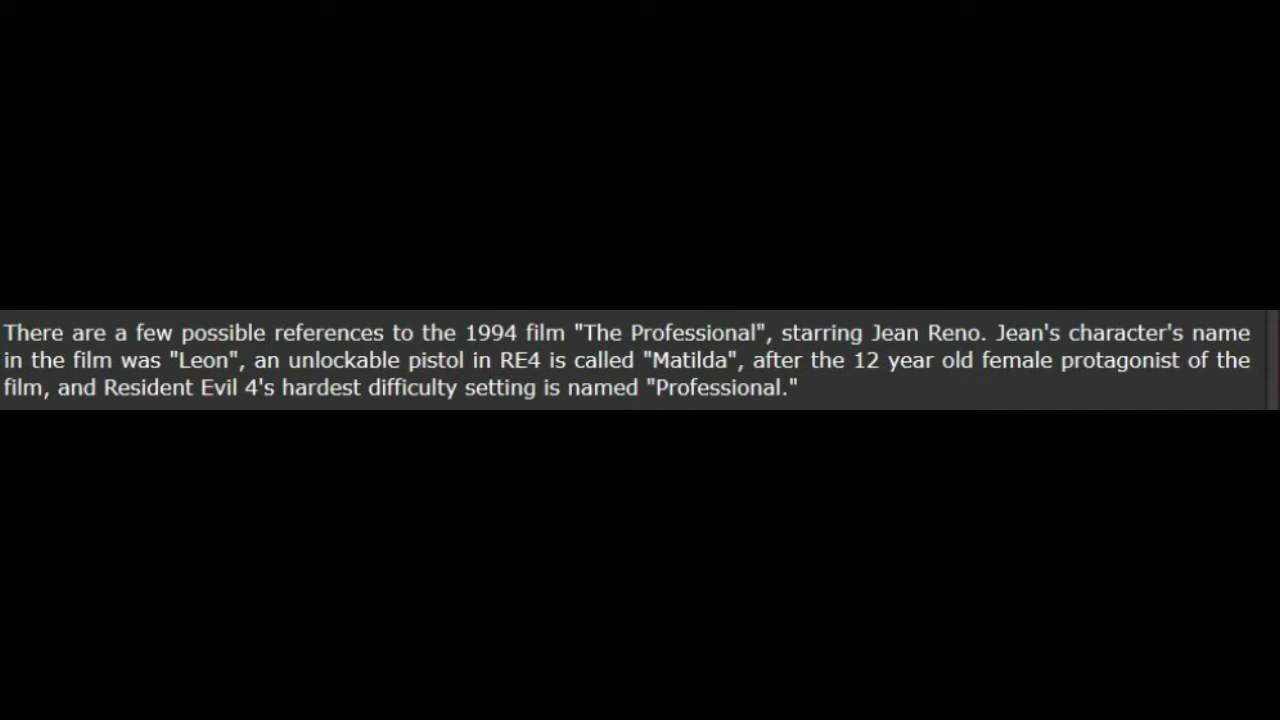 There are a few possible references to the 1994 film "The Professional", starring Jean Reno. Jean's character's name
in the film was "Leon", an unlockable pistol in RE4 is called "Matilda", after the 12 year old female protagonist of the
film, and Resident Evil 4's hardest difficulty setting is named "Professional."